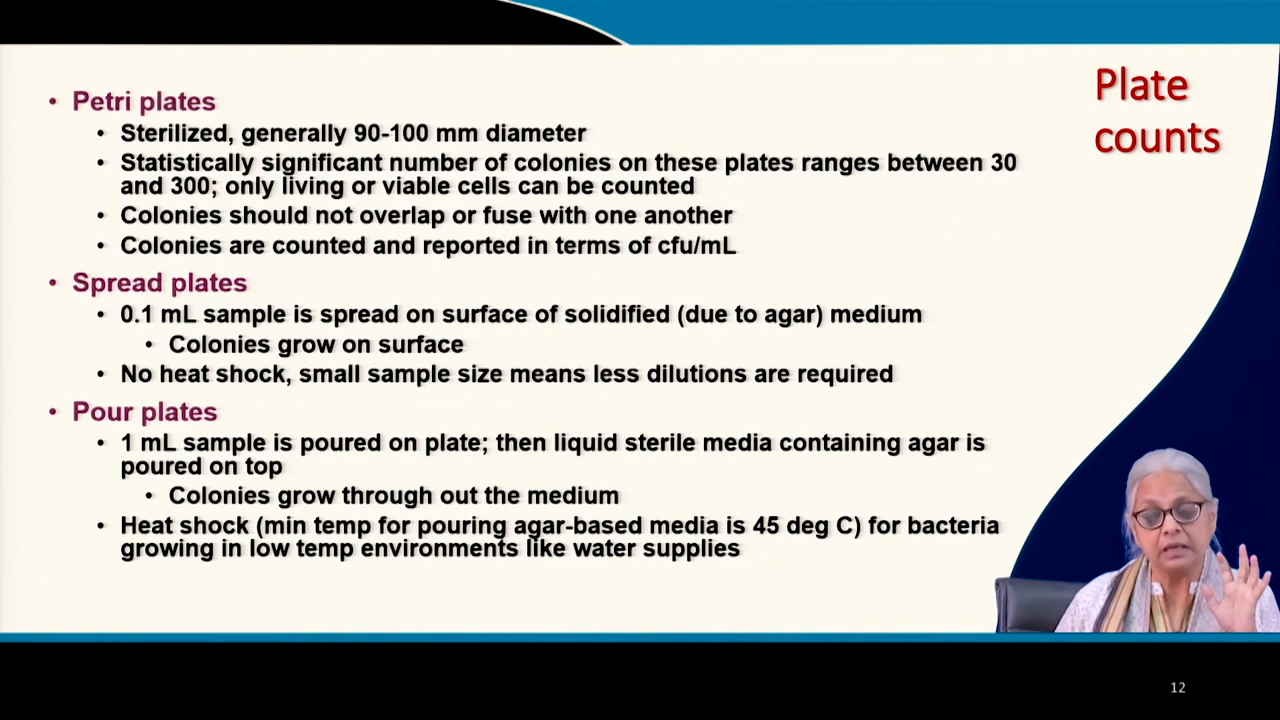 Plate
counts
• Petri plates
• Sterilized, generally 90-100 mm diameter
• Statistically significant number of colonies on these plates ranges between 30
and 300; only living or viable cells can be counted
• Colonies should not overlap or fuse with one another
• Colonies are counted and reported in terms of cfu/mL
• Spread plates
• 0.1 mL sample is spread on surface of solidified (due to agar) medium
• Colonies grow on surface
• No heat shock, small sample size means less dilutions are required
• Pour plates
• 1 mL sample is poured on plate; then liquid sterile media containing agar is
poured on top
• Colonies grow through out the medium
• Heat shock (min temp for pouring agar-based media is 45 deg C) for bacteria
growing in low temp environments like water supplies
12